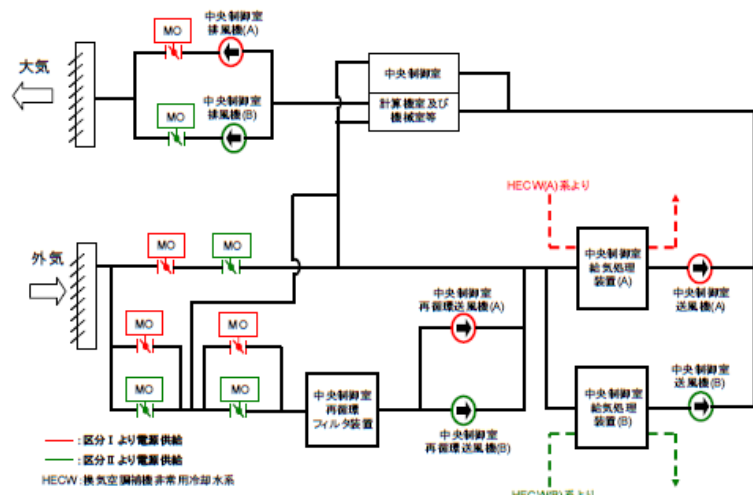 MO
中央制御室
排風機(A)
大気
MO
中央制御室
排風機(B)
中央制御室
計算機室及び
機械室等
HECW(A)系より
外気
MO
MO
中央制御室
給気処理
装置(A)
中央制御室
送風機(A)
中央制御室
再循環送風機(A)
MO
MO
MO
MO
中央制御室
再循環
フィルタ装置
中央制御室
再循環送風機(B)
中央制御室
給気処理
装置(B)
中央制御室
送風機(B)
:区分Ⅰより電源供給
:区分Ⅱより電源供給
HECW:換気空調補機非常用冷却水系
HECW(B)系より